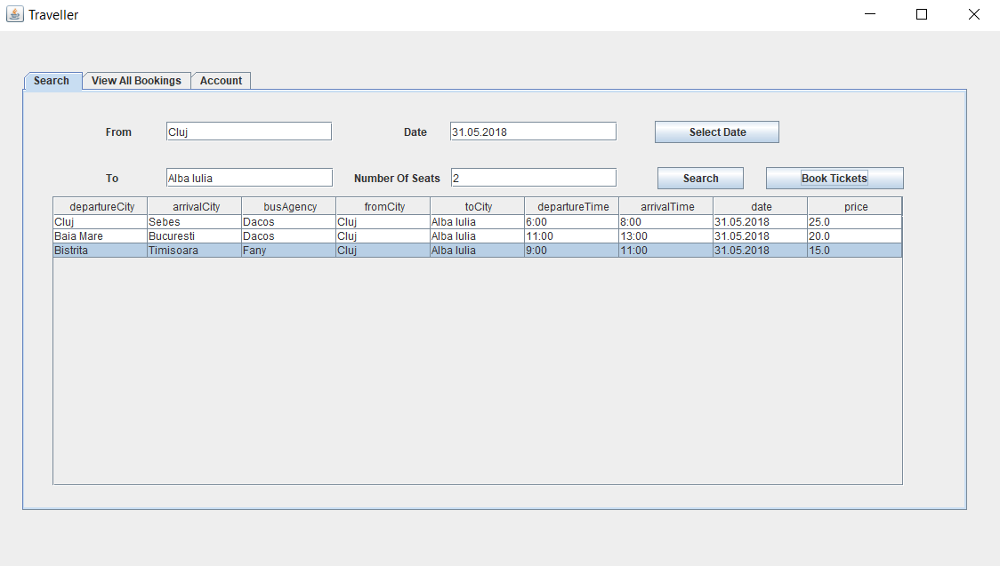 Traveller
Search View All Bookings Account
From Cluj Date 31.05.2018 Select Date
To Alba Iulia Number Of Seats 2 Search Book Tickets
departureCity arrivalCity busAgency fromCity toCity departureTime arrivalTime date price
Cluj Sebes Dacos Cluj Alba Iulia 6:00 8:00 31.05.2018 25.0
Baia Mare Bucuresti Dacos Cluj Alba Iulia 11:00 13:00 31.05.2018 20.0
Bistrita Timisoara Fany Cluj Alba Iulia 9:00 11:00 31.05.2018 15.0